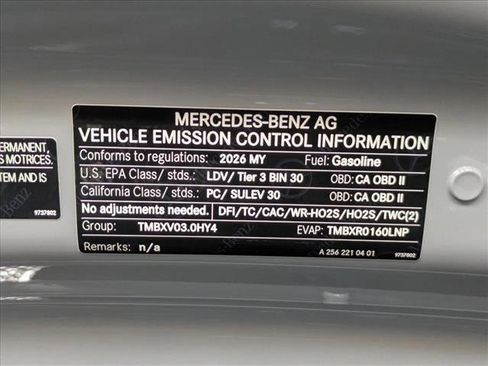 MERCEDES-BENZ AG
VEHICLE EMISSION CONTROL INFORMATION
Conforms to regulations: 2026 MY Fuel: Gasoline
U.S. EPA Class/ stds.: LDV/ Tier 3 BIN 30 OBD: CA OBD II
California Class/ stds.: PC/ SULEV 30 OBD: CA OBD II
No adjustments needed. DFI/TC/CAC/WR-HO2S/HO2S/TWC(2)
Group: TMBXV03.0HY4 EVAP: TMBXR0160LNP
Remarks: n/a
A 256 221 04 01 9737802
PERMANENT,
S MOTRICES.
TEM AND IS
9737802